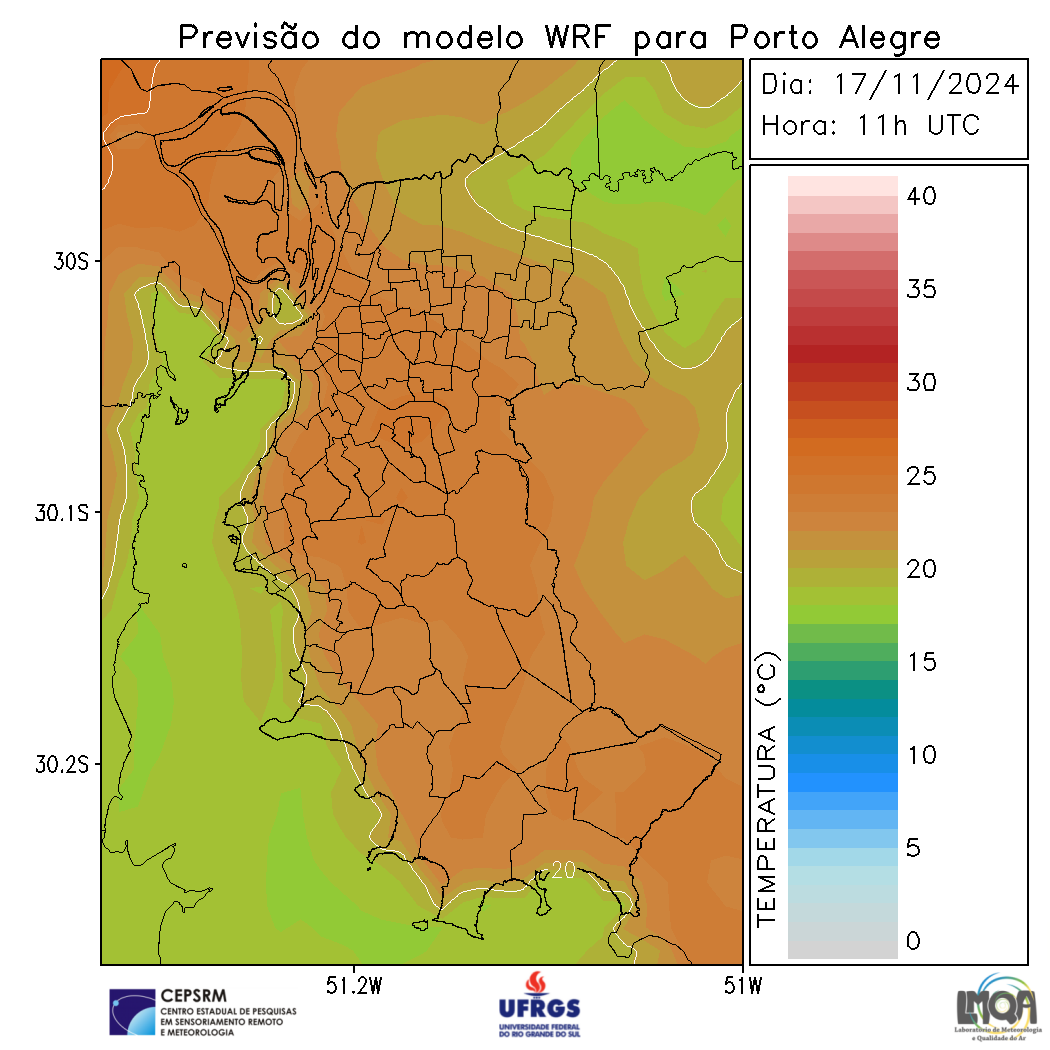 Previsão do modelo WRF para Porto Alegre
Dia: 17/11/2024
Hora: 11h UTC
40
35
30
25
20
15
10
5
0
TEMPERATURA (°C)
30S
30.1S
30.2S
20
51.2W
51W
CEPSRM
CENTRO ESTADUAL DE PESQUISAS
EM SENSORIAMENTO REMOTO
E METEOROLOGIA
UFRGS
UNIVERSIDADE FEDERAL
DO RIO GRANDE DO SUL
LMQA
Laboratório de Meteorologia
e Qualidade do Ar